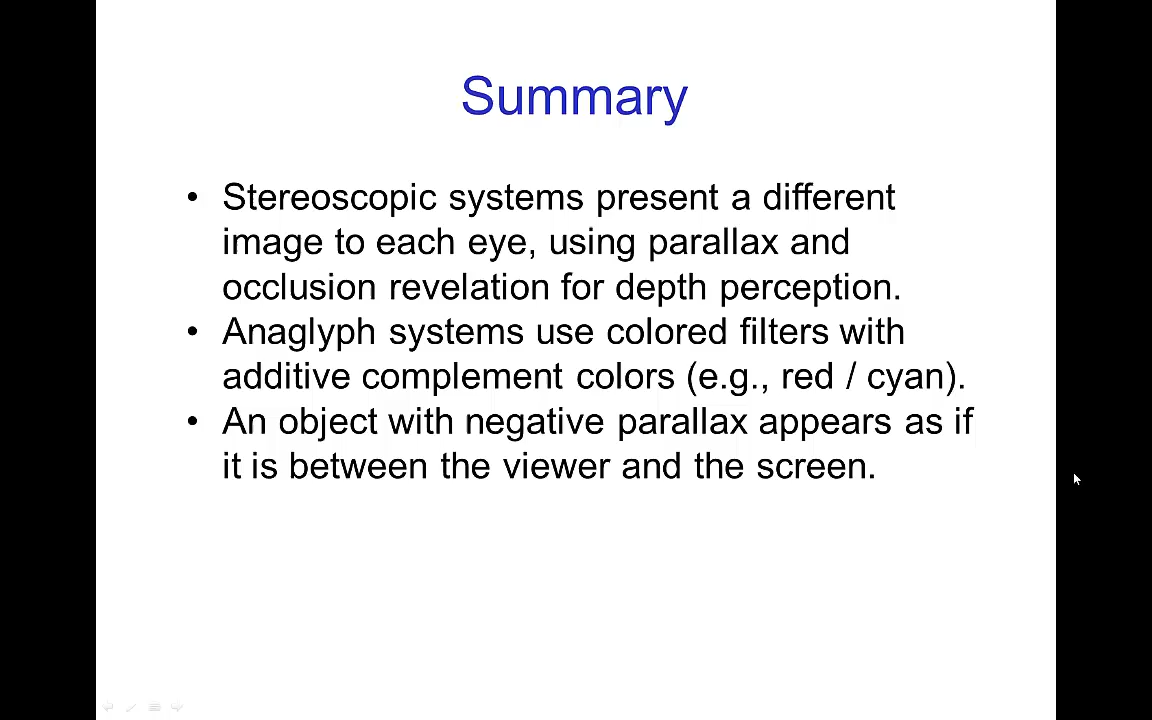 Summary
• Stereoscopic systems present a different
image to each eye, using parallax and
occlusion revelation for depth perception.
• Anaglyph systems use colored filters with
additive complement colors (e.g., red / cyan).
• An object with negative parallax appears as if
it is between the viewer and the screen.